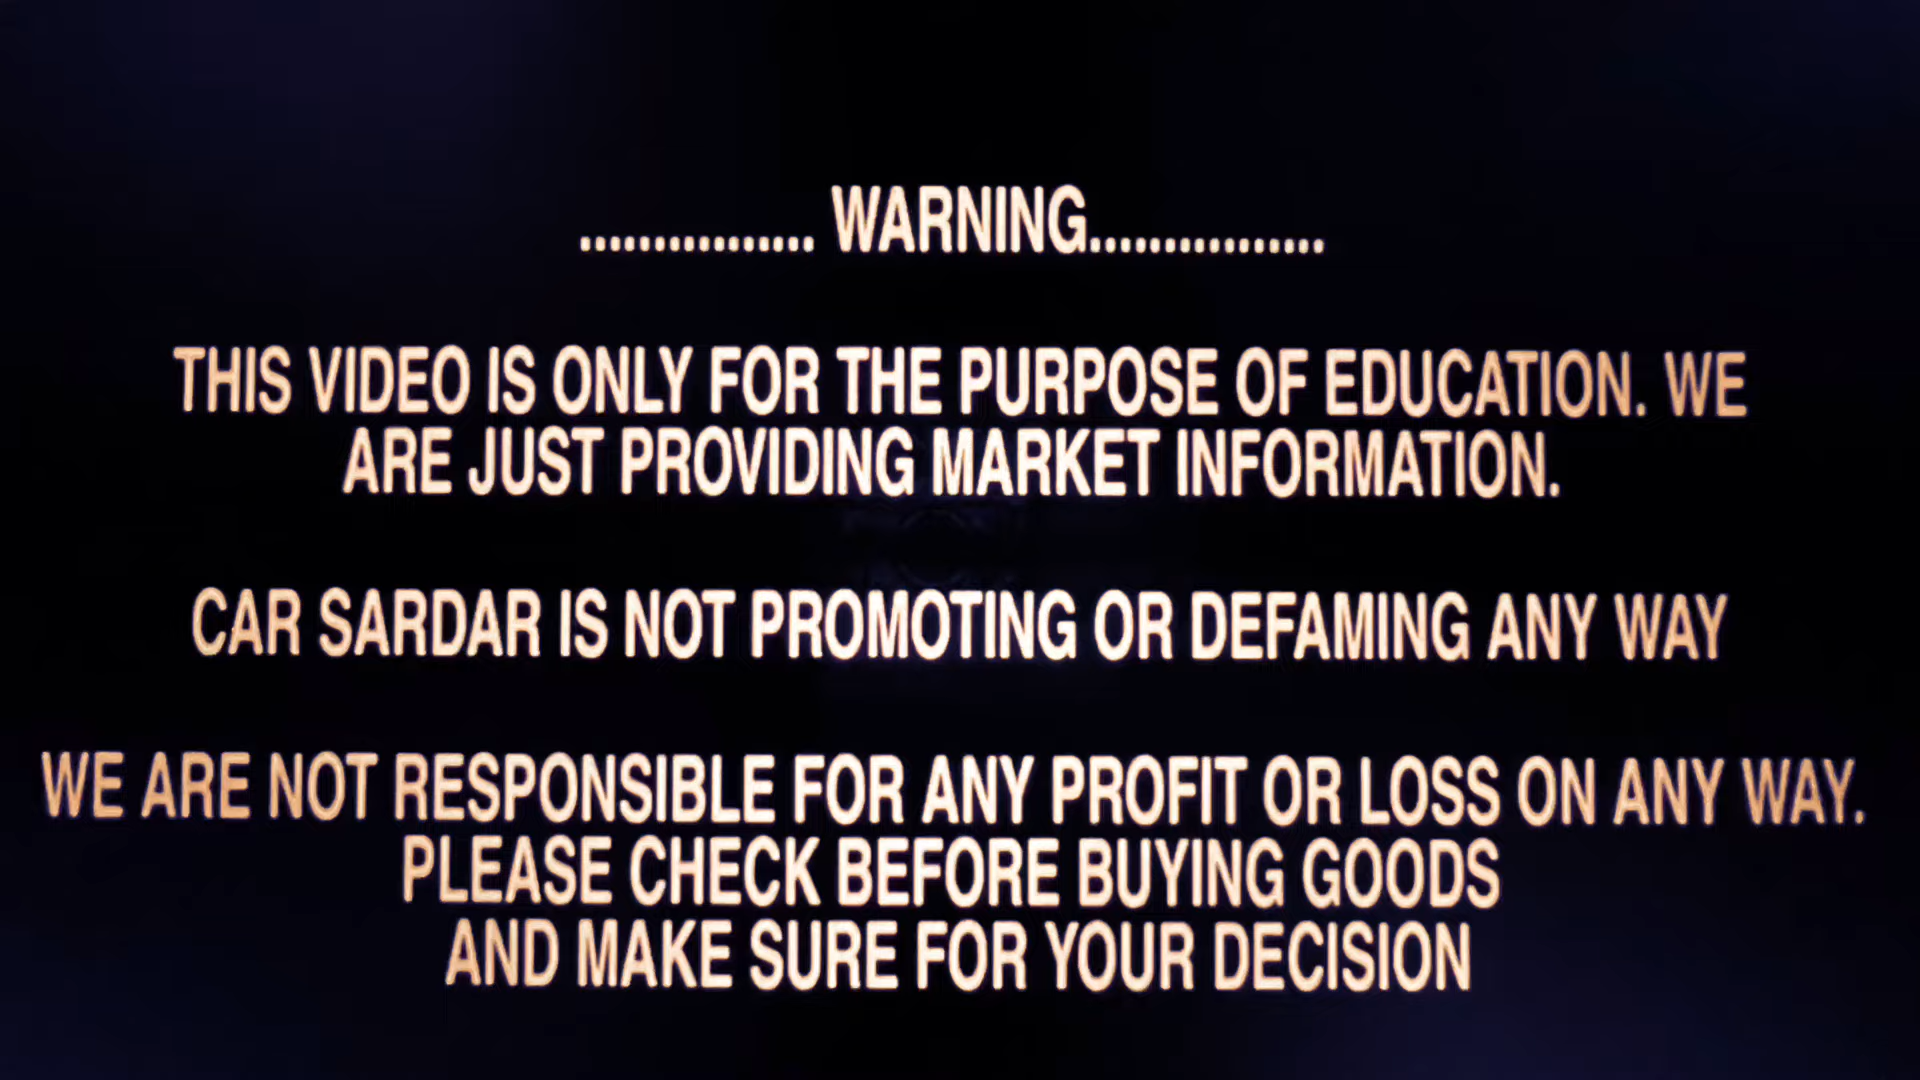 ................ WARNING................
THIS VIDEO IS ONLY FOR THE PURPOSE OF EDUCATION. WE
ARE JUST PROVIDING MARKET INFORMATION.
CAR SARDAR IS NOT PROMOTING OR DEFAMING ANY WAY
WE ARE NOT RESPONSIBLE FOR ANY PROFIT OR LOSS ON ANY WAY.
PLEASE CHECK BEFORE BUYING GOODS
AND MAKE SURE FOR YOUR DECISION